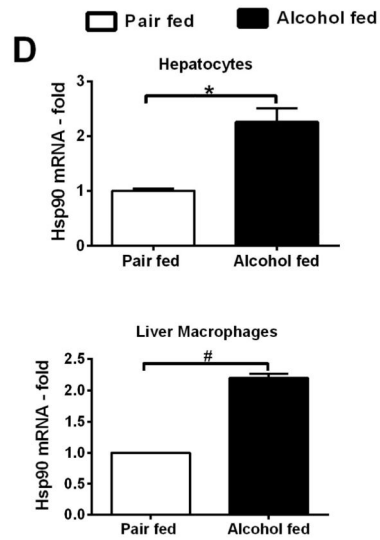 Pair fed Alcohol fed
D
Hepatocytes
Hsp90 mRNA - fold
3
2
1
0
*
Pair fed Alcohol fed
Liver Macrophages
Hsp90 mRNA - fold
2.5
2.0
1.5
1.0
0.5
0.0
#
Pair fed Alcohol fed